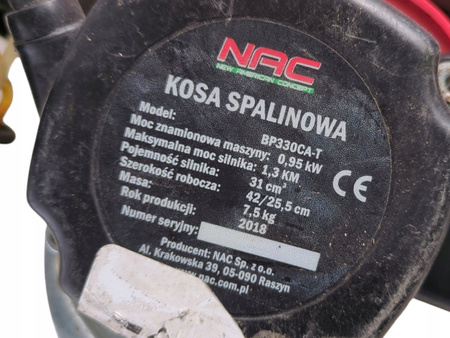 NAC
NEW AMERICAN CONCEPT
KOSA SPALINOWA
Model: BP330CA-T
Moc znamionowa maszyny: 0,95 kW
Maksymalna moc silnika: 1,3 KM
Pojemność silnika: 31 cm³
Szerokość robocza: 42/25,5 cm
Masa: 7,5 kg
Rok produkcji: 2018
Numer seryjny:
CE
Producent: NAC Sp. z o.o.
Al. Krakowska 39, 05-090 Raszyn
www.nac.com.pl